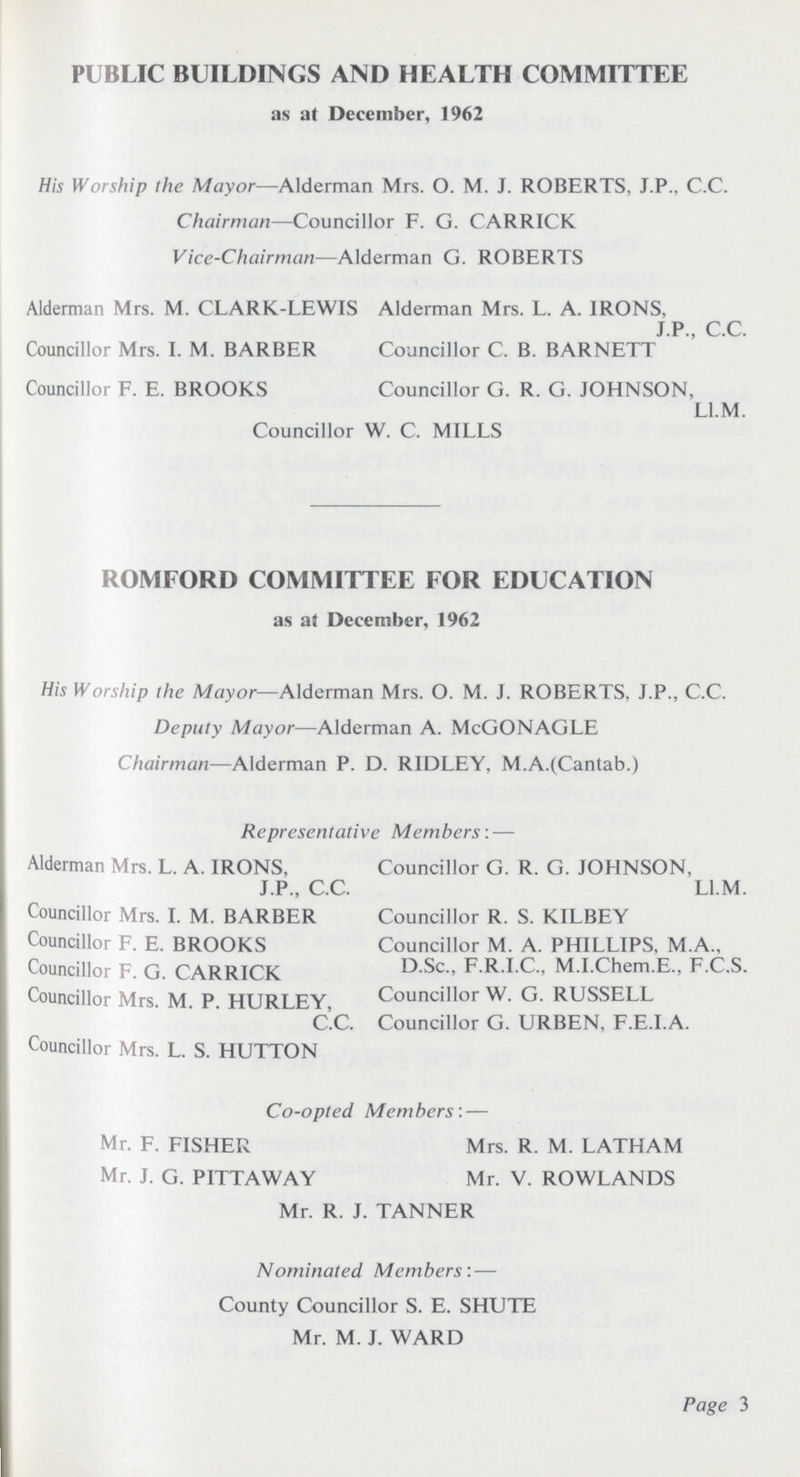 PUBLIC BUILDINGS AND HEALTH COMMITTEE
as at December, 1962
His Worship the Mayor—Alderman Mrs. O. M. J. ROBERTS, J.P., C.C.
Chairman—Councillor F. G. CARRICK
Vice-Chairman—Alderman G. ROBERTS
Alderman Mrs. M. CLARK-LEWIS Alderman Mrs. L. A. IRONS,
J.P., C.C.
Councillor Mrs. I. M. BARBER Councillor C. B. BARNETT
Councillor F. E. BROOKS Councillor G. R. G. JOHNSON,
Ll.M.
Councillor W. C. MILLS
ROMFORD COMMITTEE FOR EDUCATION
as at December, 1962
His Worship the Mayor—Alderman Mrs. O. M. J. ROBERTS, J.P., C.C.
Deputy Mayor—Alderman A. McGONAGLE
Chairman—Alderman P. D. RIDLEY, M.A.(Cantab.)
Representative Members:—
Alderman Mrs. L. A. IRONS,
J.P., C.C.
Councillor Mrs. I. M. BARBER
Councillor F. E. BROOKS
Councillor F. G. CARRICK
Councillor Mrs. M. P. HURLEY,
C.C.
Councillor Mrs. L. S. HUTTON
Councillor G. R. G. JOHNSON,
Ll.M.
Councillor R. S. KILBEY
Councillor M. A. PHILLIPS, M.A.,
D.Sc., F.R.I.C., M.I.Chem.E., F.C.S.
Councillor W. G. RUSSELL
Councillor G. URBEN, F.E.I.A.
Co-opted Members:—
Mr. F. FISHER Mrs. R. M. LATHAM
Mr. J. G. PITTAWAY Mr. V. ROWLANDS
Mr. R. J. TANNER
Nominated Members:—
County Councillor S. E. SHUTE
Mr. M. J. WARD
Page 3